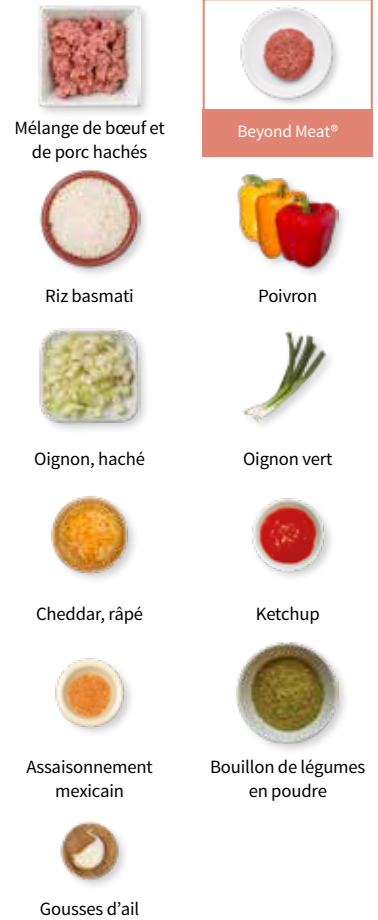 Mélange de bœuf et
de porc hachés
Beyond Meat®
Riz basmati
Poivron
Oignon, haché
Oignon vert
Cheddar, râpé
Ketchup
Assaisonnement
mexicain
Bouillon de légumes
en poudre
Gousses d’ail